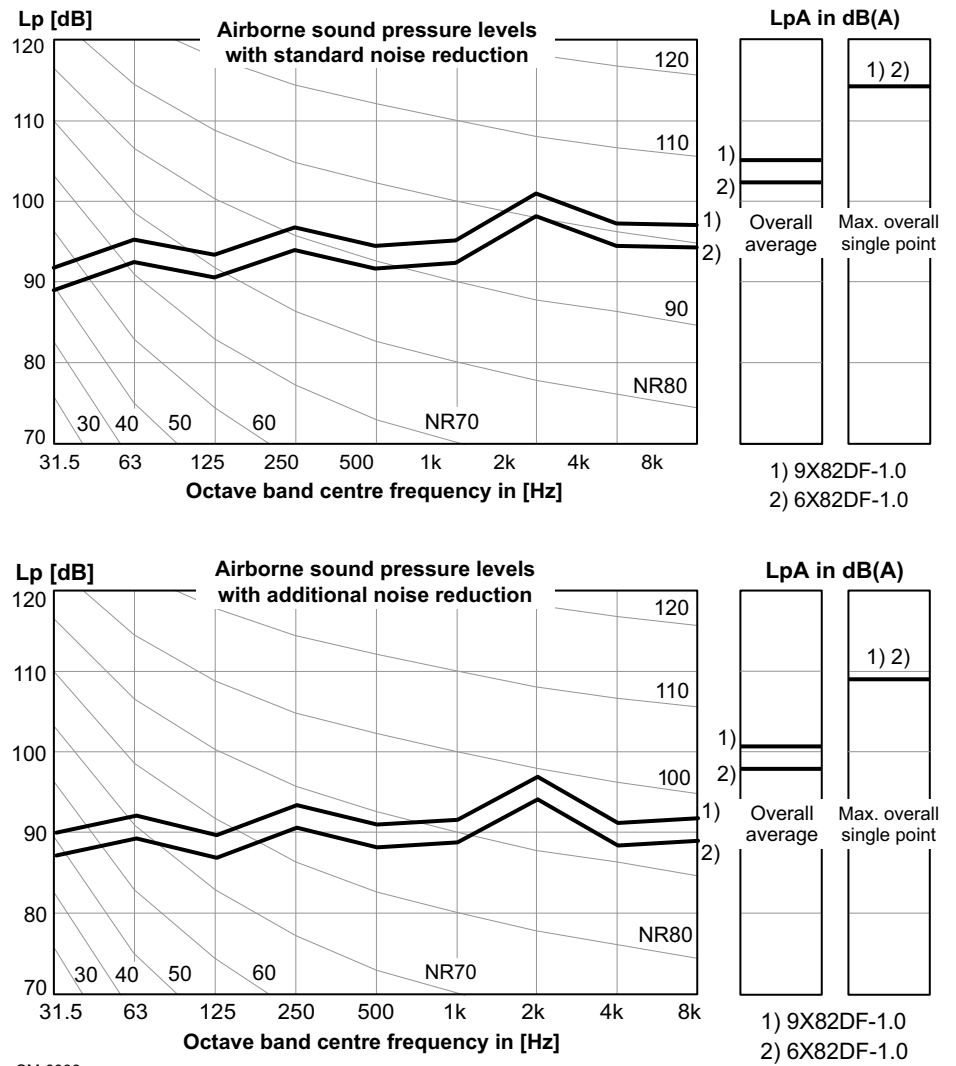 Lp [dB]
Airborne sound pressure levels
with standard noise reduction
LpA in dB(A)
120
110
100
90
80
70
120
110
90
NR80
NR70
30 40 50 60
1)
2)
31.5 63 125 250 500 1k 2k 4k 8k
Octave band centre frequency in [Hz]
1)
2)
Overall
average
1) 2)
Max. overall
single point
1) 9X82DF-1.0
2) 6X82DF-1.0
Lp [dB]
Airborne sound pressure levels
with additional noise reduction
LpA in dB(A)
120
110
100
90
80
70
120
110
100
NR80
NR70
30 40 50 60
1)
2)
31.5 63 125 250 500 1k 2k 4k 8k
Octave band centre frequency in [Hz]
1)
2)
Overall
average
1) 2)
Max. overall
single point
1) 9X82DF-1.0
2) 6X82DF-1.0